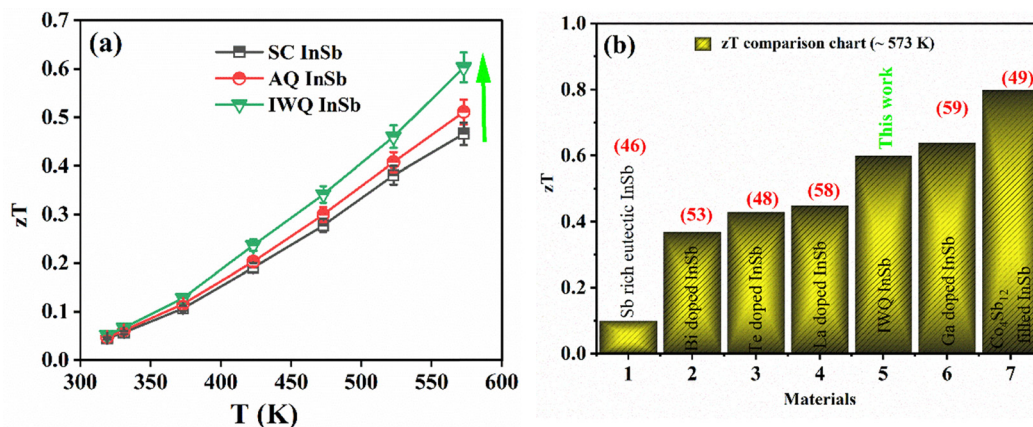 (a)
SC InSb
AQ InSb
IWQ InSb
zT
0.7
0.6
0.5
0.4
0.3
0.2
0.1
0.0
300 350 400 450 500 550 600
T (K)
(b)
zT comparison chart (~ 573 K)
zT
1.0
0.8
0.6
0.4
0.2
0.0
(46)
Sb rich eutectic InSb
(53)
Bi doped InSb
(48)
Te doped InSb
(58)
La doped InSb
This work
IWQ InSb
(59)
Ga doped InSb
(49)
Co4Sb12
filled InSb
1 2 3 4 5 6 7
Materials